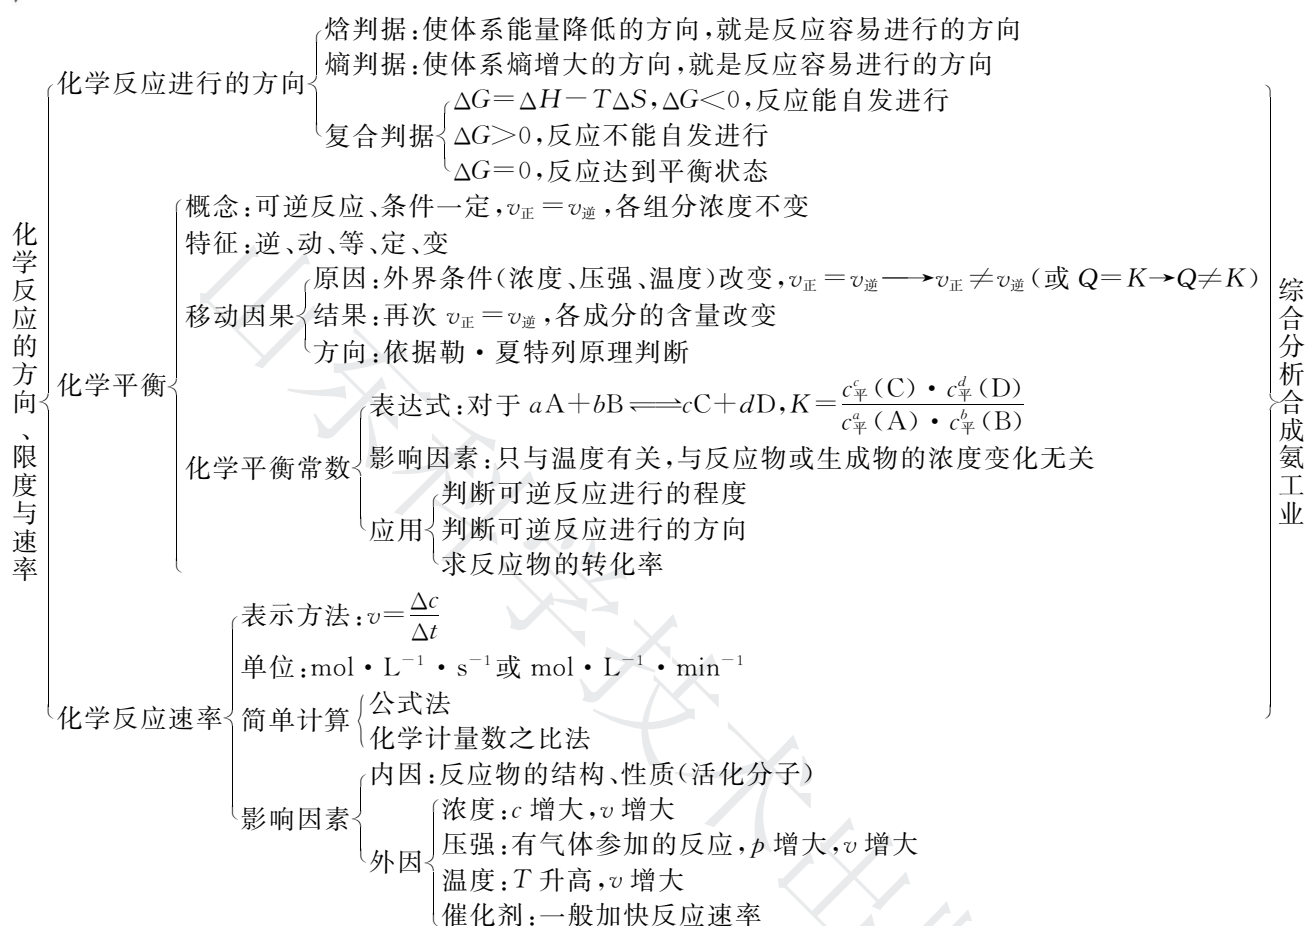 化学反应的方向、限度与速率
化学反应进行的方向
焓判据:使体系能量降低的方向,就是反应容易进行的方向
熵判据:使体系熵增大的方向,就是反应容易进行的方向
复合判据
ΔG=ΔH-TΔS,ΔG<0,反应能自发进行
ΔG>0,反应不能自发进行
ΔG=0,反应达到平衡状态
化学平衡
概念:可逆反应、条件一定,v正=v逆,各组分浓度不变
特征:逆、动、等、定、变
移动因果
原因:外界条件(浓度、压强、温度)改变,v正=v逆⟶v正≠v逆(或 Q=K→Q≠K)
结果:再次 v正=v逆,各成分的含量改变
方向:依据勒·夏特列原理判断
化学平衡常数
表达式:对于 aA+bB⇌cC+dD,K=c平^c(C)·c平^d(D)/c平^a(A)·c平^b(B)
影响因素:只与温度有关,与反应物或生成物的浓度变化无关
应用
判断可逆反应进行的程度
判断可逆反应进行的方向
求反应物的转化率
化学反应速率
表示方法:v=Δc/Δt
单位:mol·L⁻¹·s⁻¹或 mol·L⁻¹·min⁻¹
简单计算
公式法
化学计量数之比法
影响因素
内因:反应物的结构、性质(活化分子)
外因
浓度:c 增大,v 增大
压强:有气体参加的反应,p 增大,v 增大
温度:T 升高,v 增大
催化剂:一般加快反应速率
综合分析合成氨工业
山东科学技术出